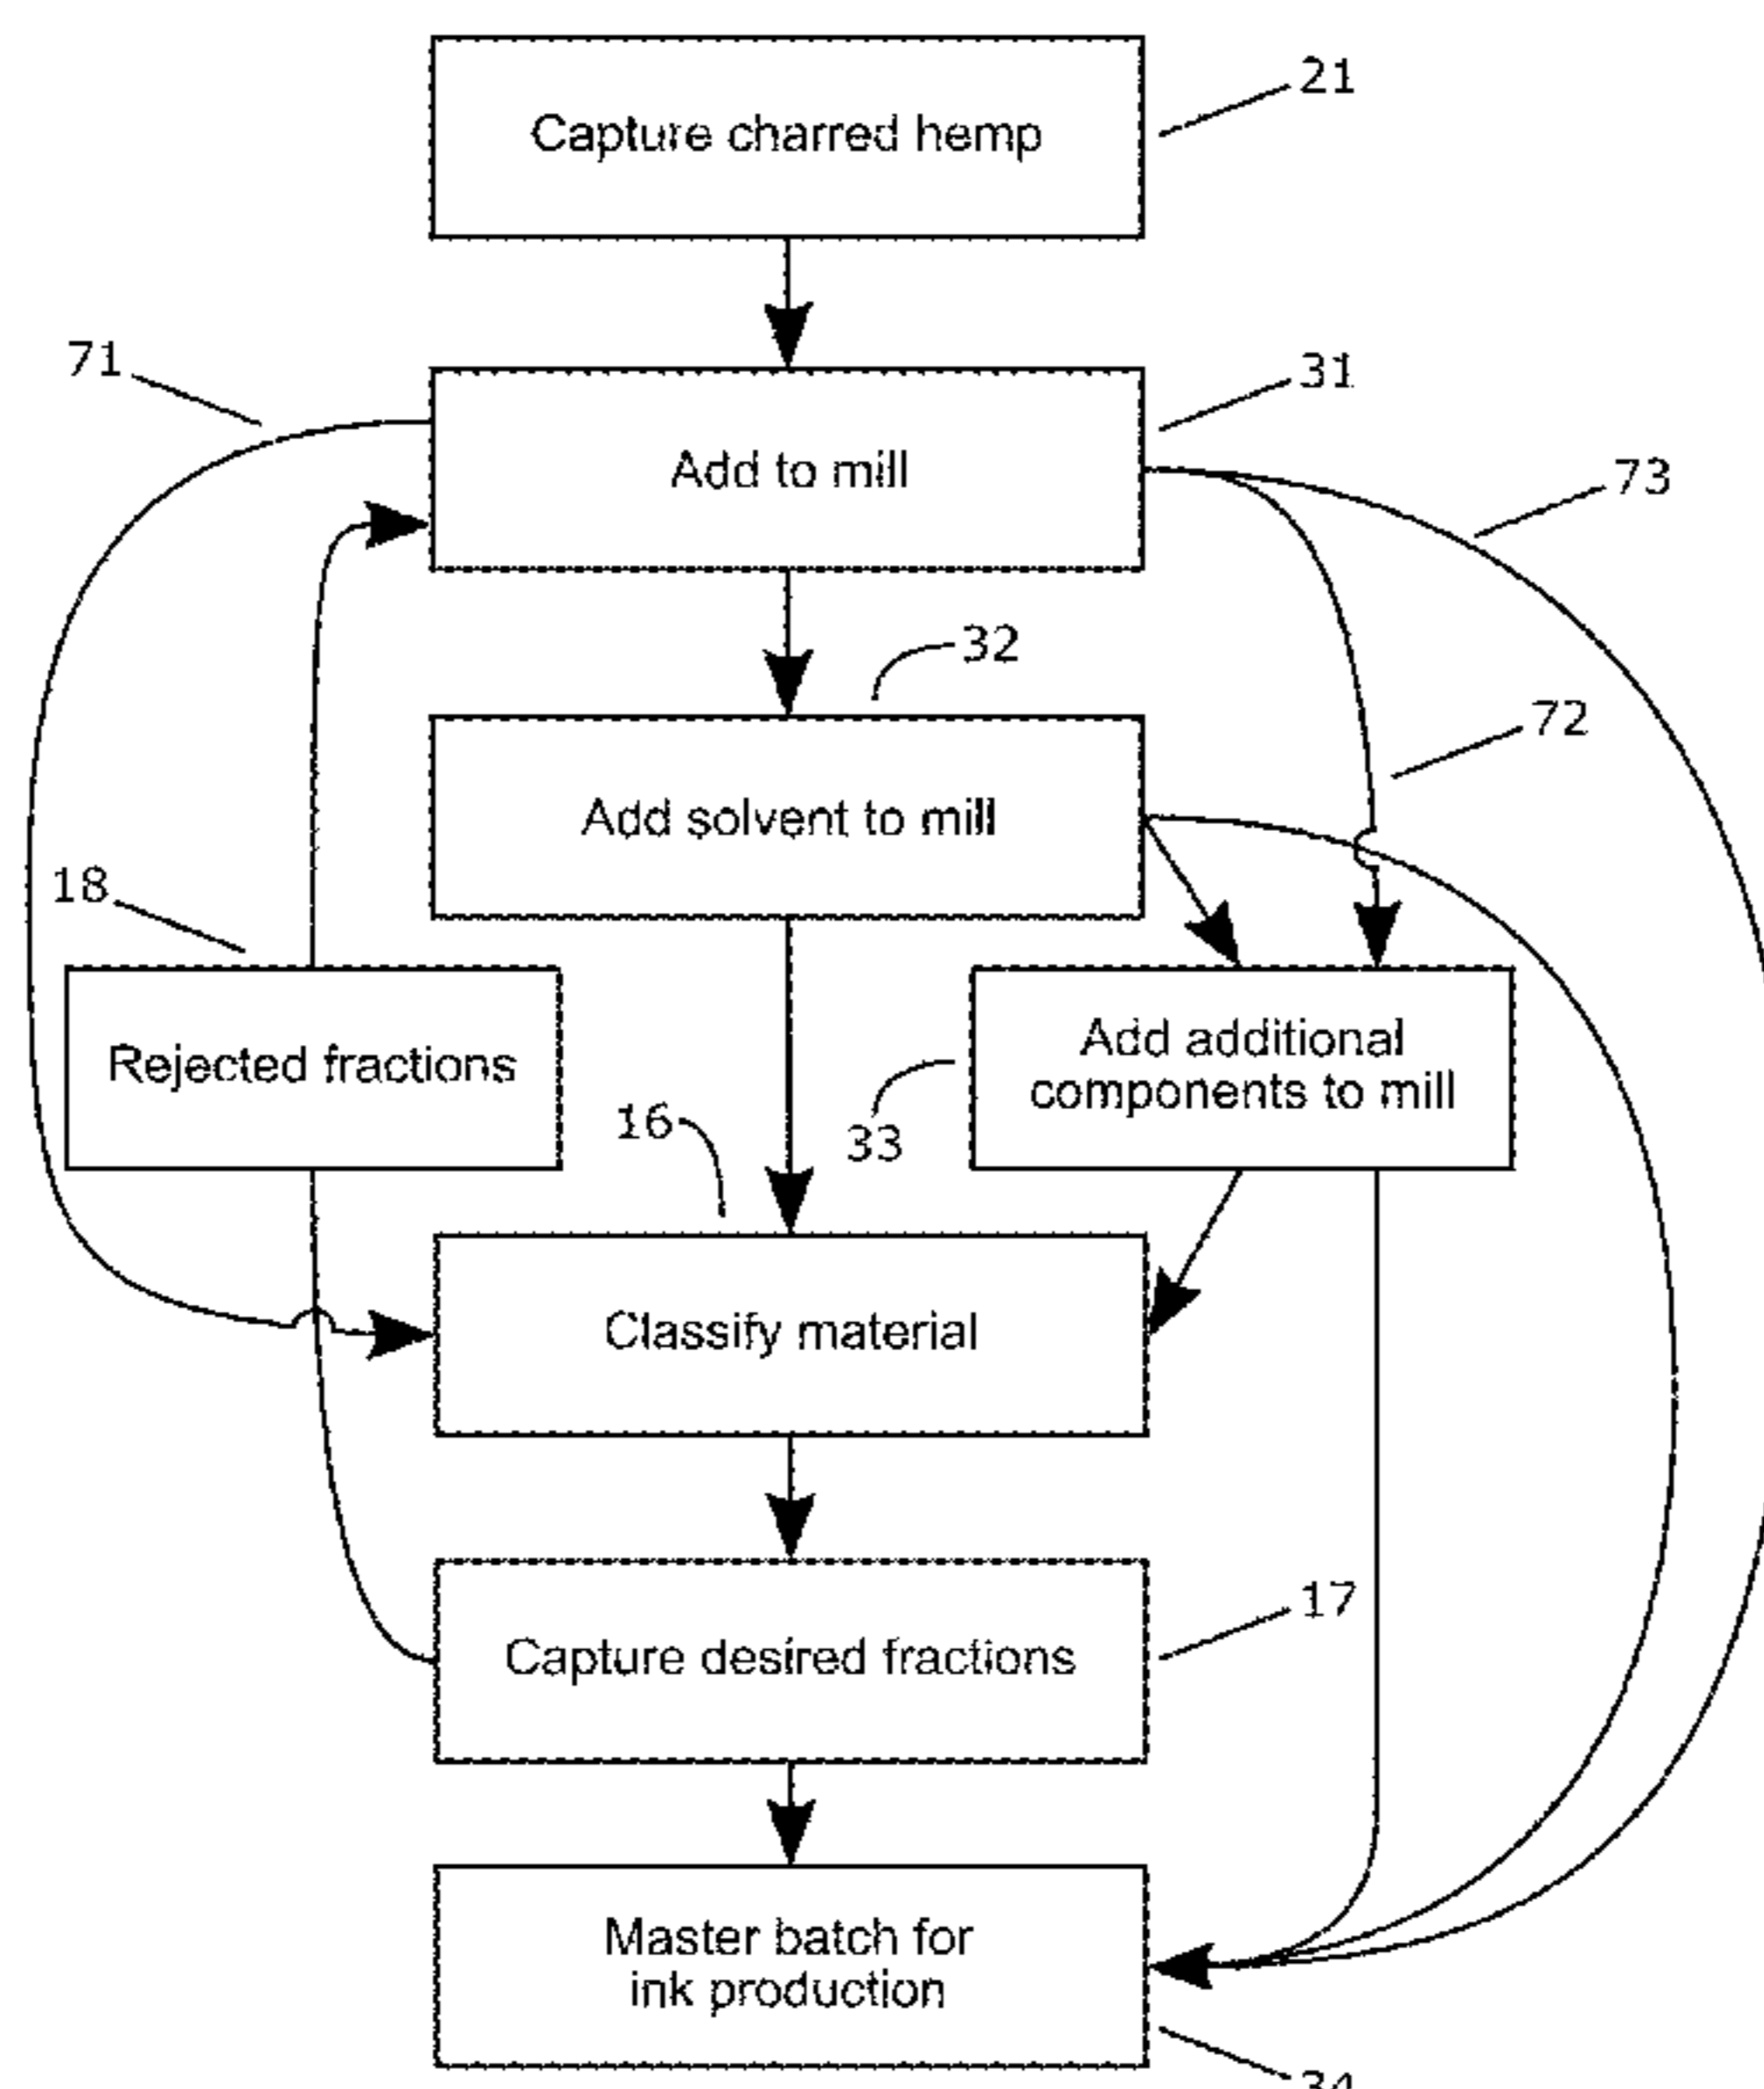 Capture charred hemp
21
71
Add to mill
31
73
32
Add solvent to mill
72
18
Rejected fractions
Add additional
components to mill
16
33
Classify material
Capture desired fractions
17
Master batch for
ink production
34